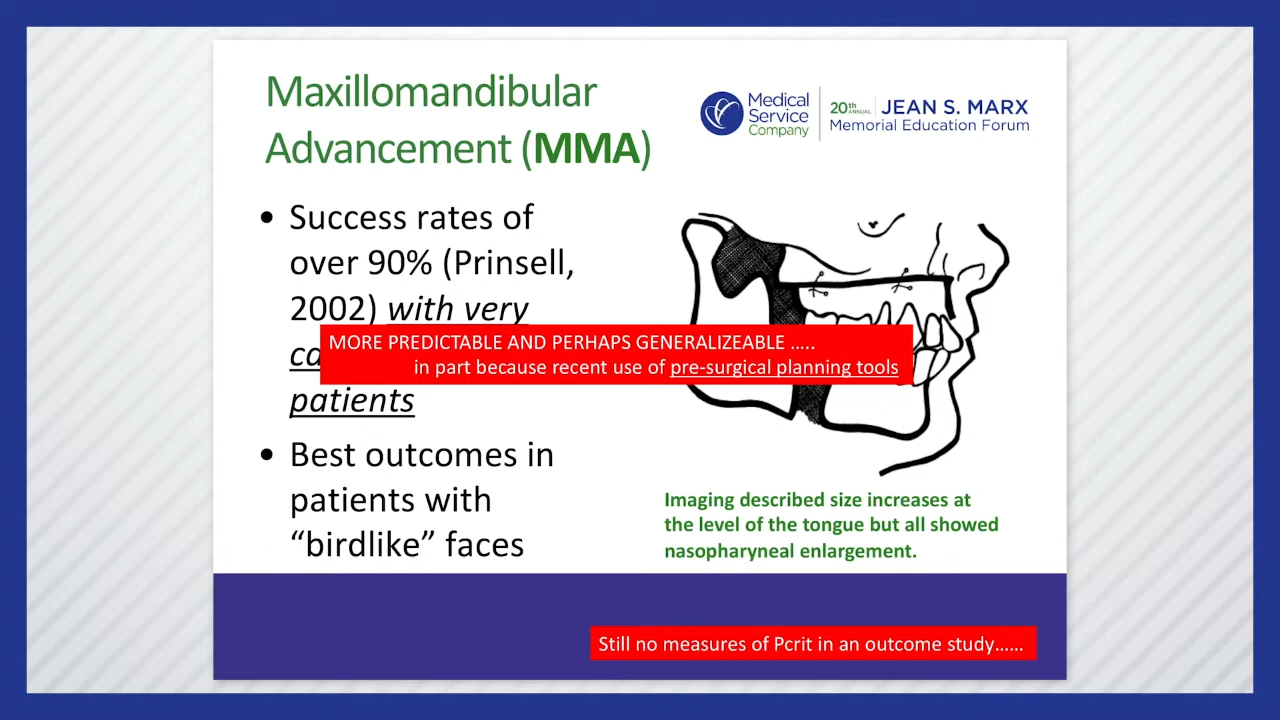 Maxillomandibular
Advancement (MMA)
Medical
Service
Company
20th ANNUAL JEAN S. MARX
Memorial Education Forum
• Success rates of
over 90% (Prinsell,
2002) with very
patients
• Best outcomes in
patients with
“birdlike” faces
MORE PREDICTABLE AND PERHAPS GENERALIZEABLE .....
in part because recent use of pre-surgical planning tools
Imaging described size increases at
the level of the tongue but all showed
nasopharyneal enlargement.
Still no measures of Pcrit in an outcome study......